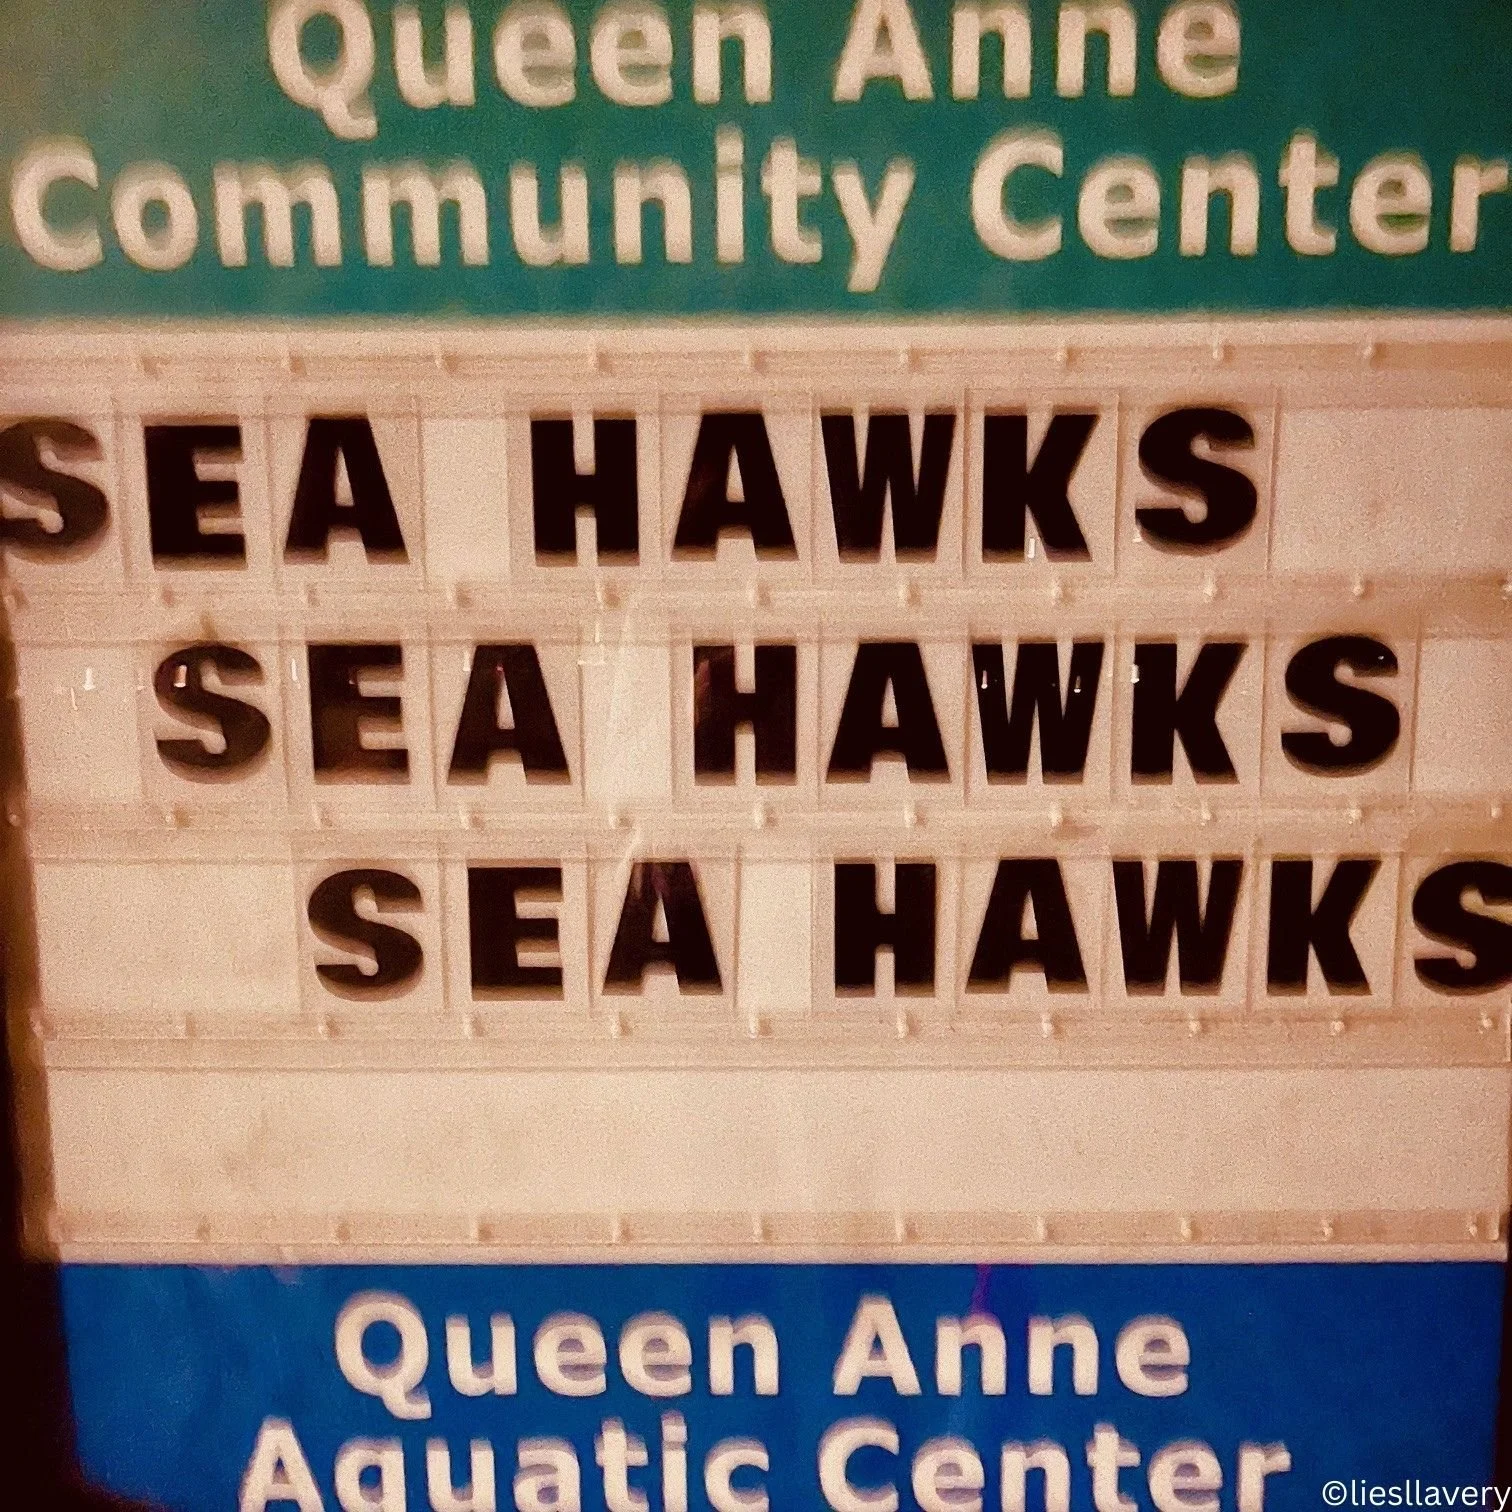 Queen Anne
Community Center
SEA HAWKS
SEA HAWKS
SEA HAWKS
Queen Anne
Aquatic Center
©liesllavery